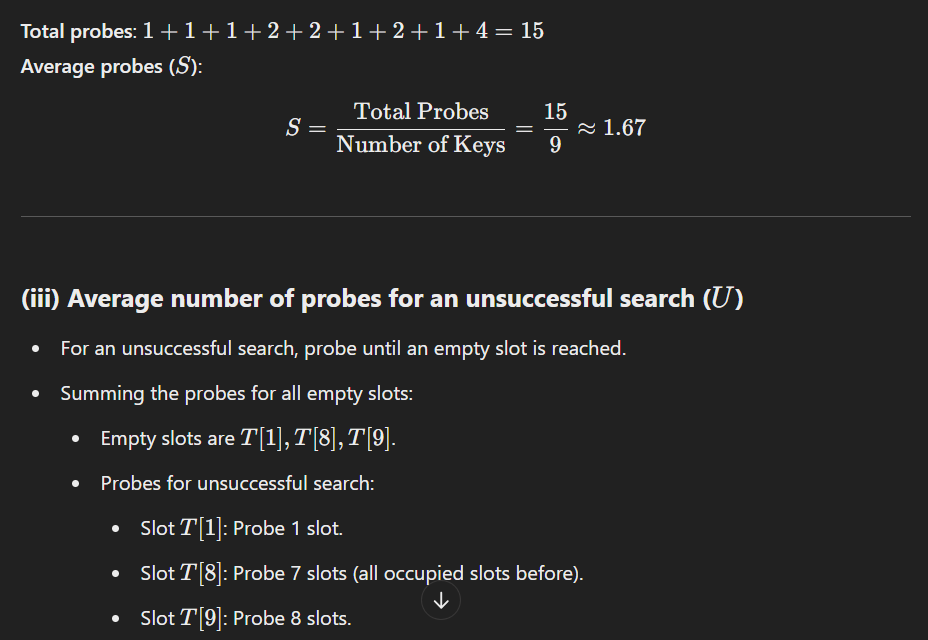 Total probes: 1 + 1 + 1 + 2 + 2 + 1 + 2 + 1 + 4 = 15
Average probes (S):
S = Total Probes / Number of Keys = 15 / 9 ≈ 1.67
(iii) Average number of probes for an unsuccessful search (U)
• For an unsuccessful search, probe until an empty slot is reached.
• Summing the probes for all empty slots:
• Empty slots are T[1], T[8], T[9].
• Probes for unsuccessful search:
• Slot T[1]: Probe 1 slot.
• Slot T[8]: Probe 7 slots (all occupied slots before).
• Slot T[9]: Probe 8 slots.